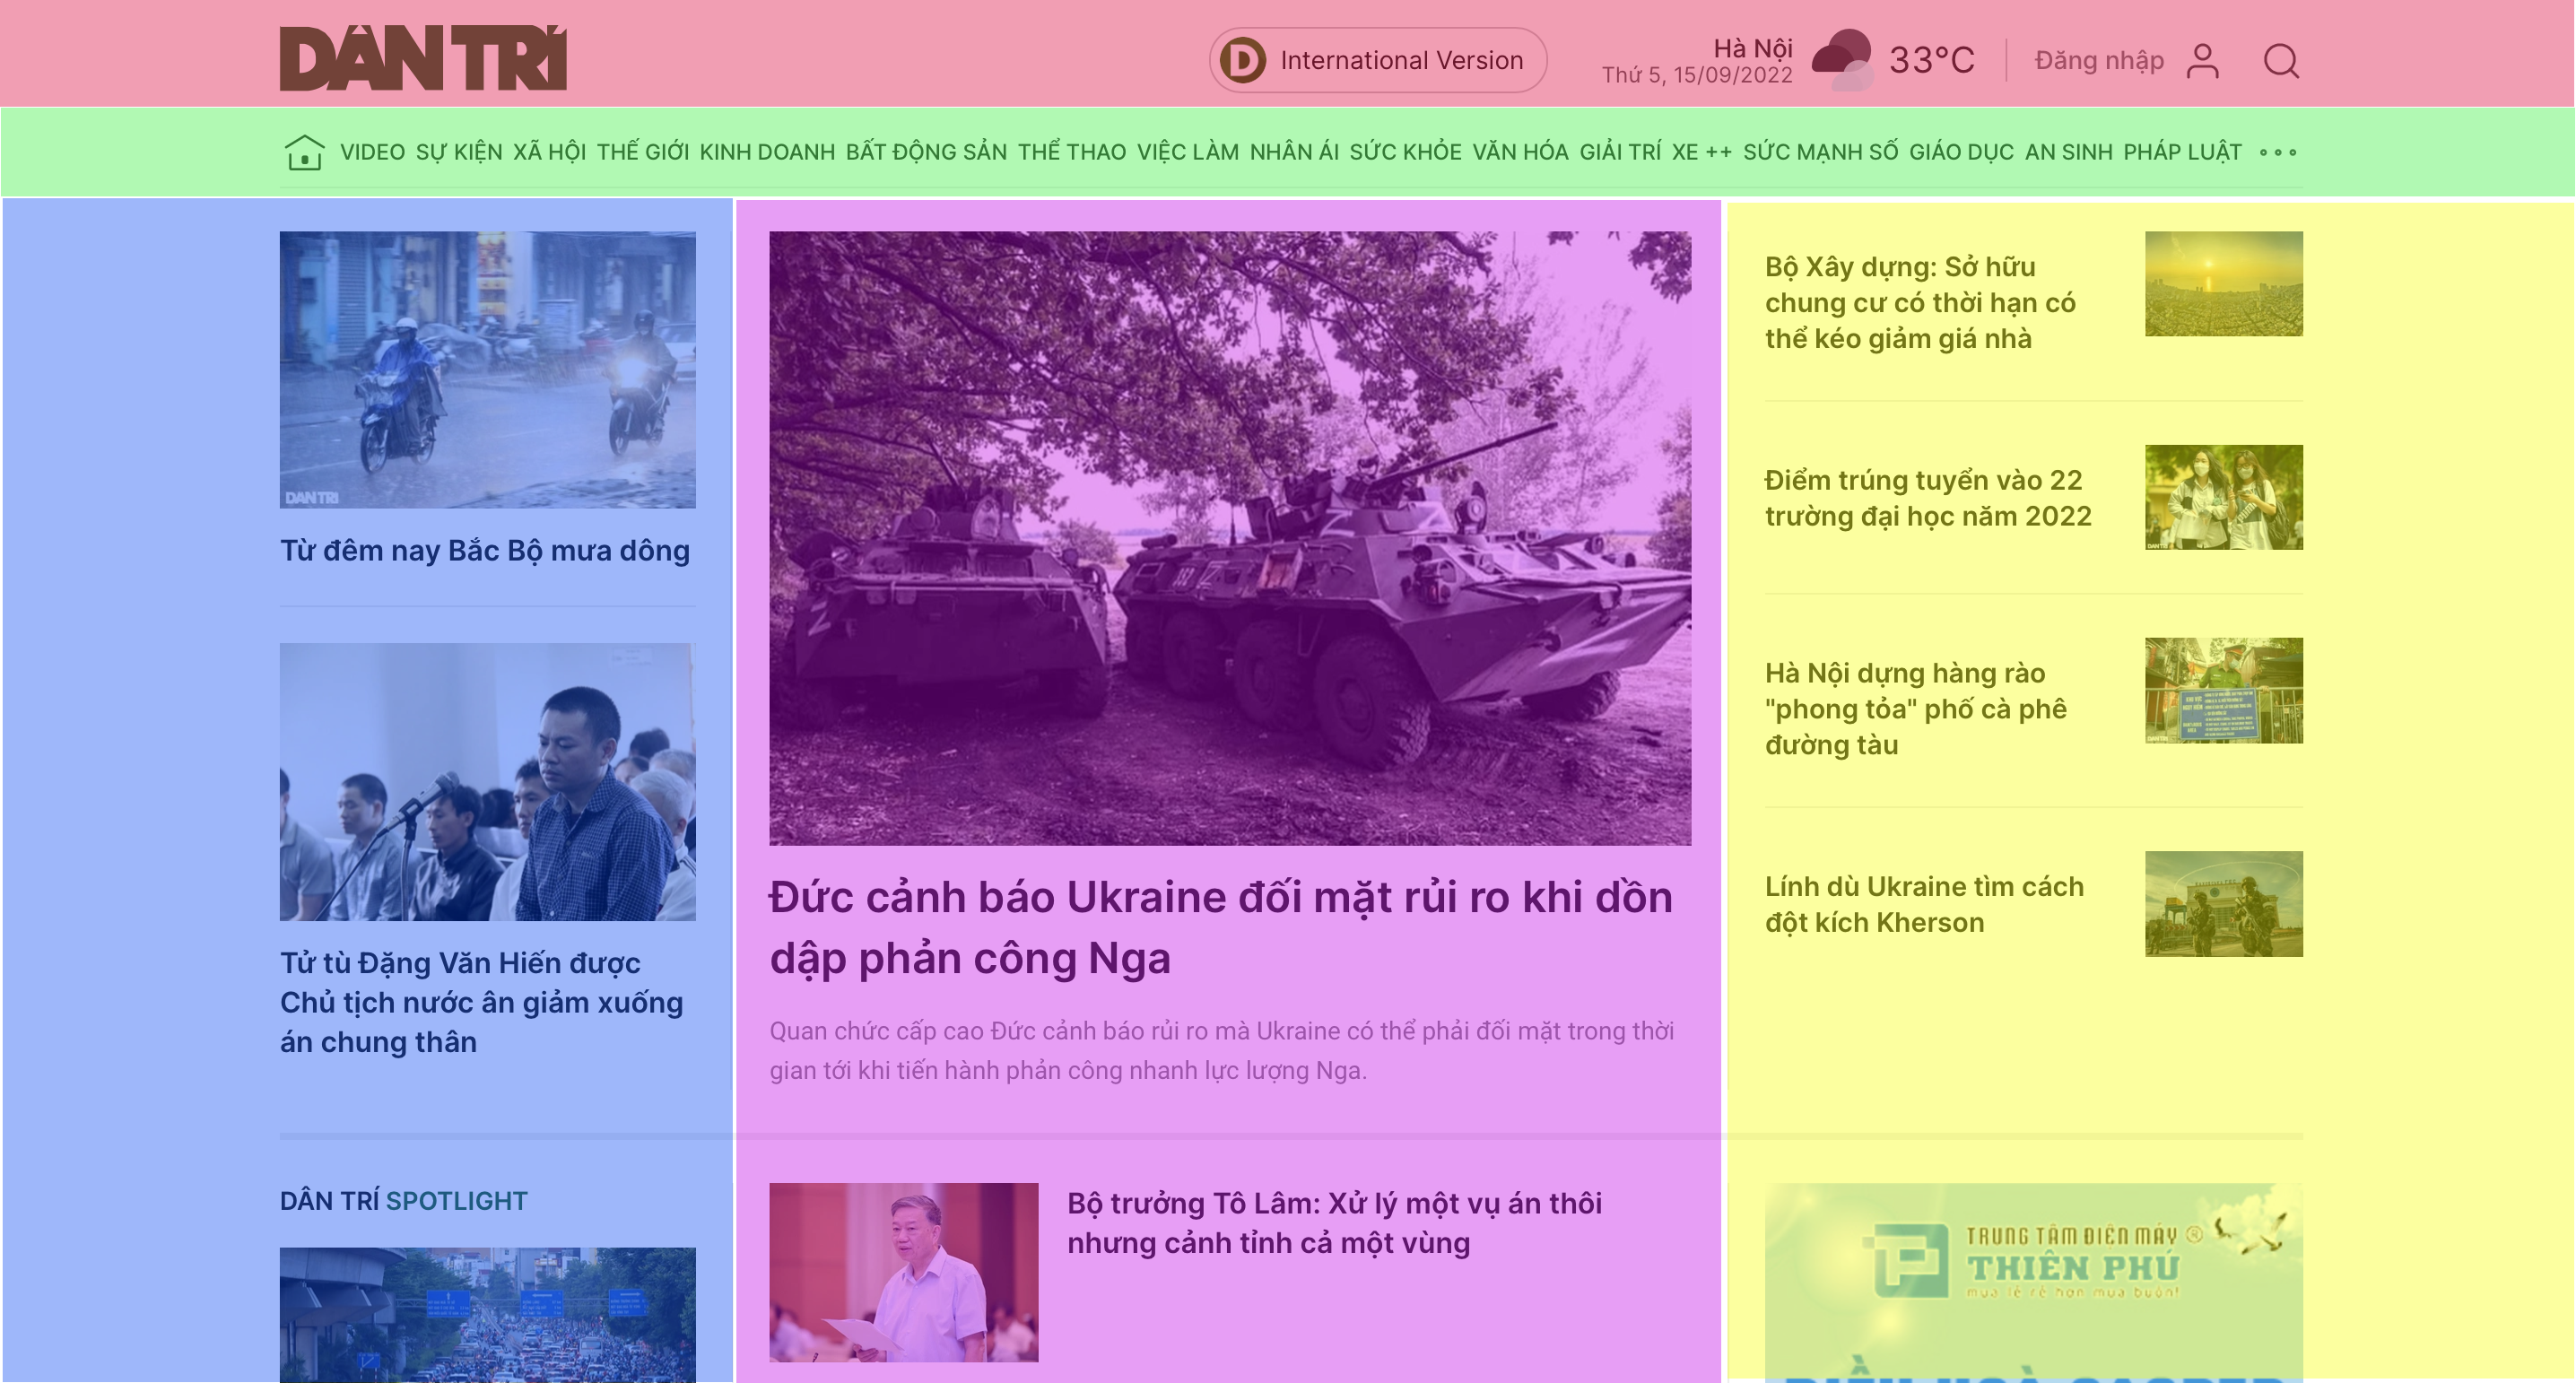 DÂN TRÍ
International Version
Hà Nội
Thứ 5, 15/09/2022
33°C
Đăng nhập
VIDEO SỰ KIỆN XÃ HỘI THẾ GIỚI KINH DOANH BẤT ĐỘNG SẢN THỂ THAO VIỆC LÀM NHÂN ÁI SỨC KHỎE VĂN HÓA GIẢI TRÍ XE ++ SỨC MẠNH SỐ GIÁO DỤC AN SINH PHÁP LUẬT
DÂN TRÍ
Từ đêm nay Bắc Bộ mưa dông
Tử tù Đặng Văn Hiến được
Chủ tịch nước ân giảm xuống
án chung thân
DÂN TRÍ SPOTLIGHT
Đức cảnh báo Ukraine đối mặt rủi ro khi dồn
dập phản công Nga
Quan chức cấp cao Đức cảnh báo rủi ro mà Ukraine có thể phải đối mặt trong thời
gian tới khi tiến hành phản công nhanh lực lượng Nga.
Bộ trưởng Tô Lâm: Xử lý một vụ án thôi
nhưng cảnh tỉnh cả một vùng
Bộ Xây dựng: Sở hữu
chung cư có thời hạn có
thể kéo giảm giá nhà
Điểm trúng tuyển vào 22
trường đại học năm 2022
Hà Nội dựng hàng rào
"phong tỏa" phố cà phê
đường tàu
Lính dù Ukraine tìm cách
đột kích Kherson
TRUNG TÂM ĐIỆN MÁY ®
THIÊN PHÚ
mua lẻ rẻ hơn mua buôn!